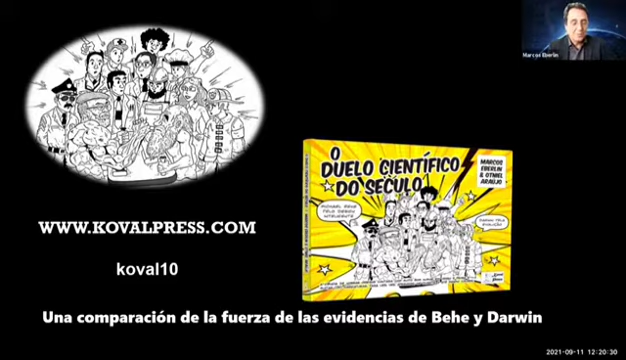 Marcos Eberlin
O
DUELO CIENTÍFICO
DO SÉCULO
MARCOS
EBERLIN
& OTNIEL
ARAÚJO
WWW.KOVALPRESS.COM
koval10
Una comparación de la fuerza de las evidencias de Behe y Darwin
2021-09-11 12:20:30